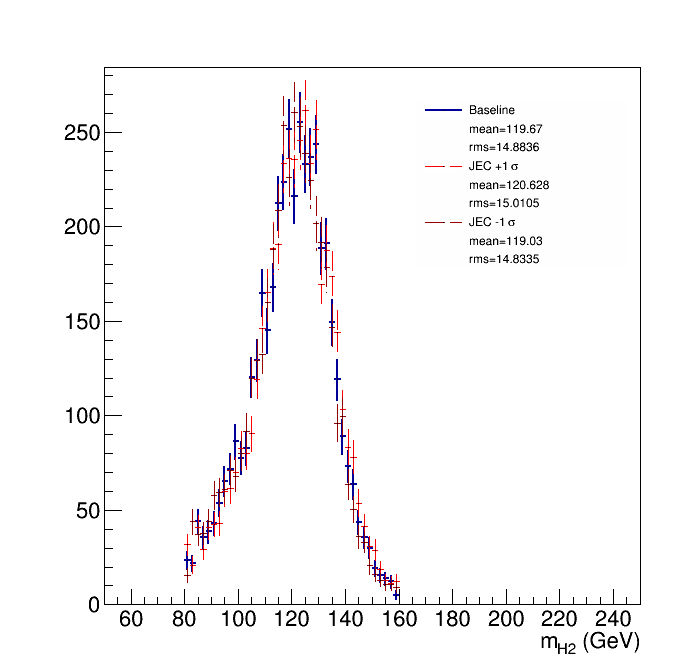 Baseline
mean=119.67
rms=14.8836
JEC +1 σ
mean=120.628
rms=15.0105
JEC -1 σ
mean=119.03
rms=14.8335
250
200
150
100
50
0
60 80 100 120 140 160 180 200 220 240
m_H2 (GeV)